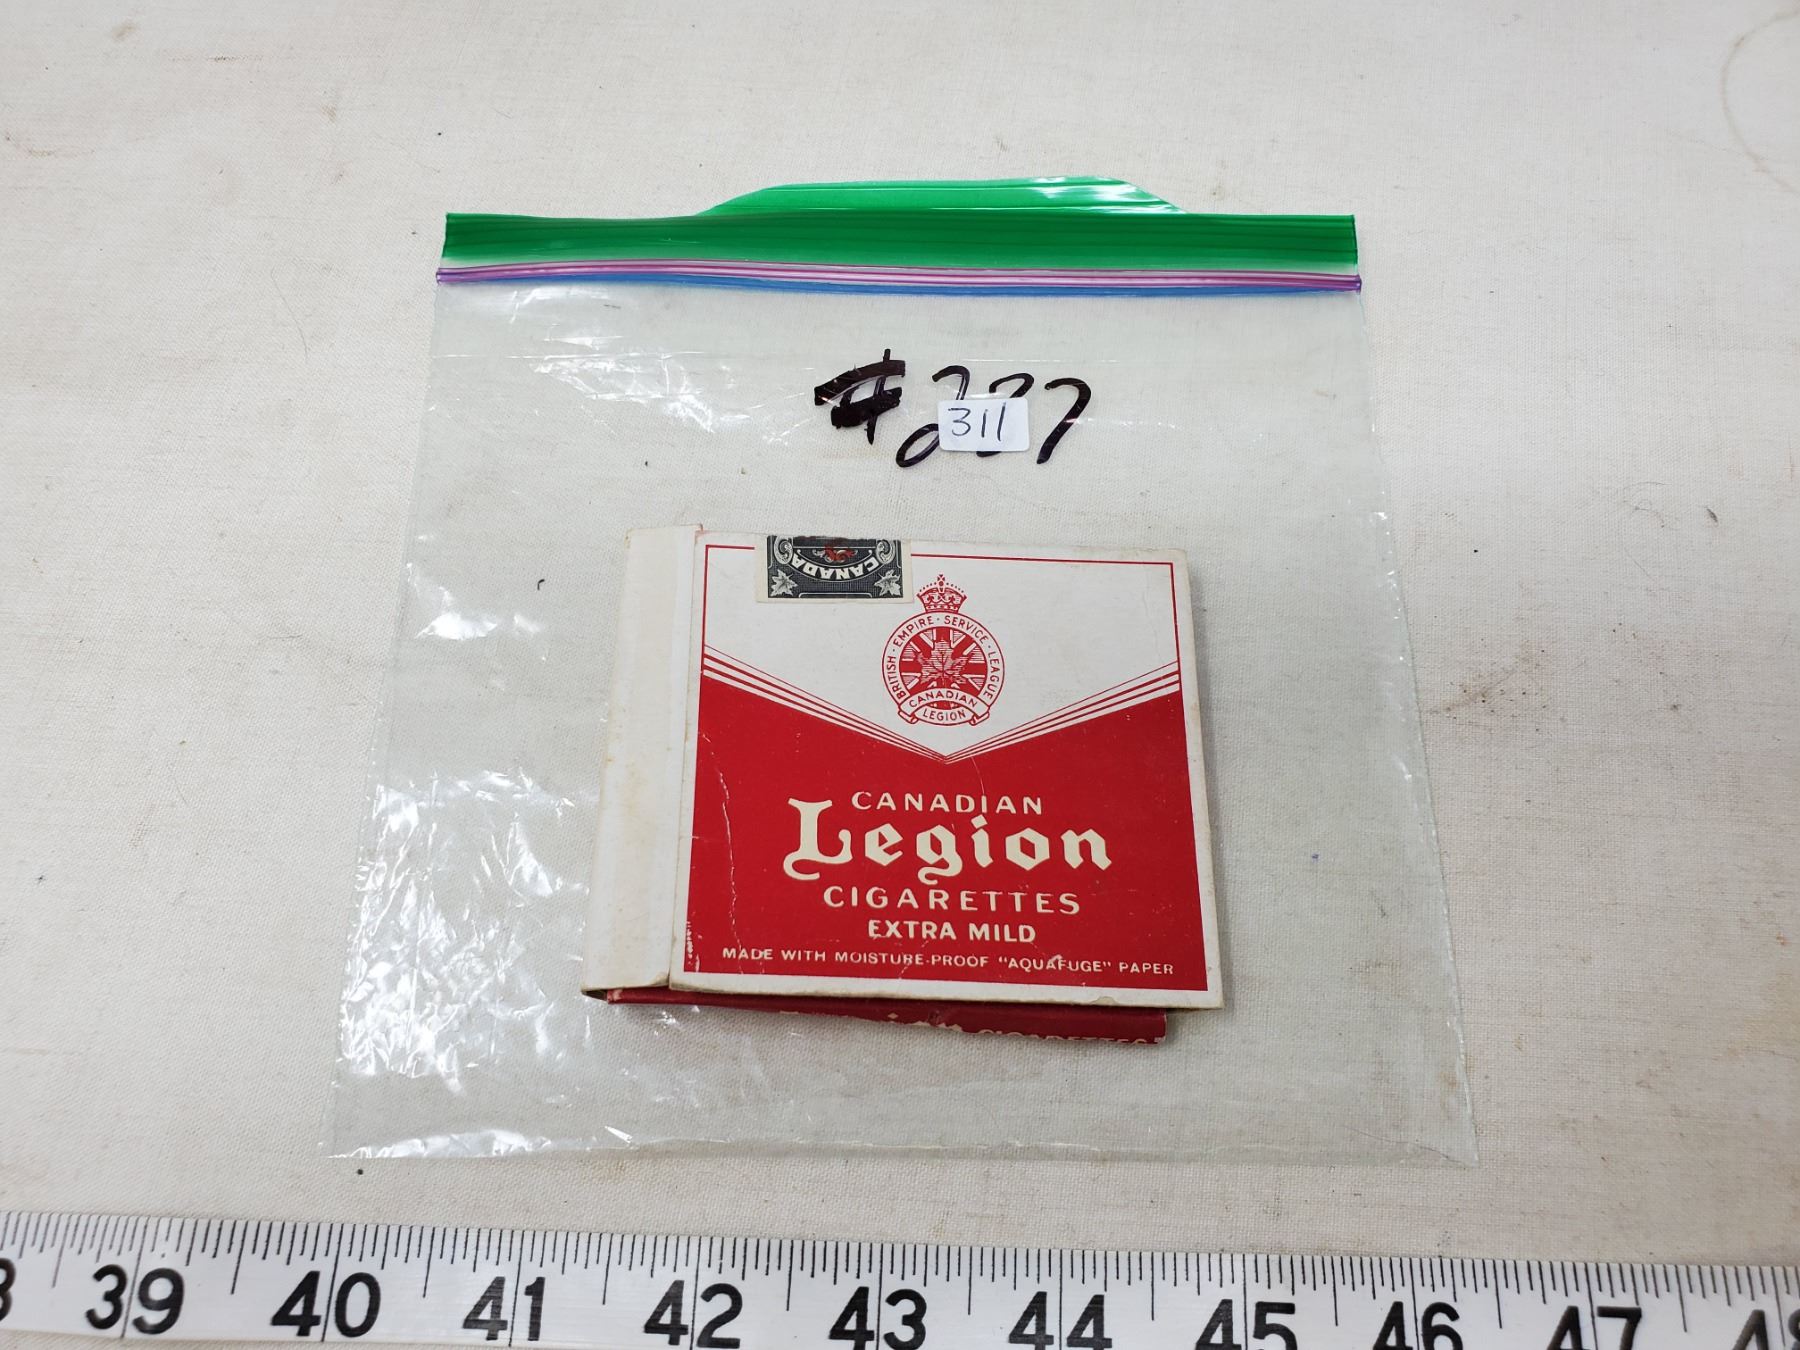 311
CANADA
BRITISH · EMPIRE · SERVICE · LEAGUE
CANADIAN
LEGION
CANADIAN
Legion
CIGARETTES
EXTRA MILD
MADE WITH MOISTURE-PROOF "AQUAFUGE" PAPER
39 40 41 42 43 44 45 46 47 48